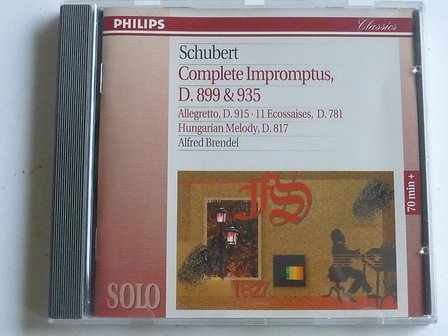 PHILIPS
Classics
Schubert
Complete Impromptus,
D. 899 & 935
Allegretto, D. 915 · 11 Ecossaises, D. 781
Hungarian Melody, D. 817
Alfred Brendel
70 min +
FS
1827
SOLO